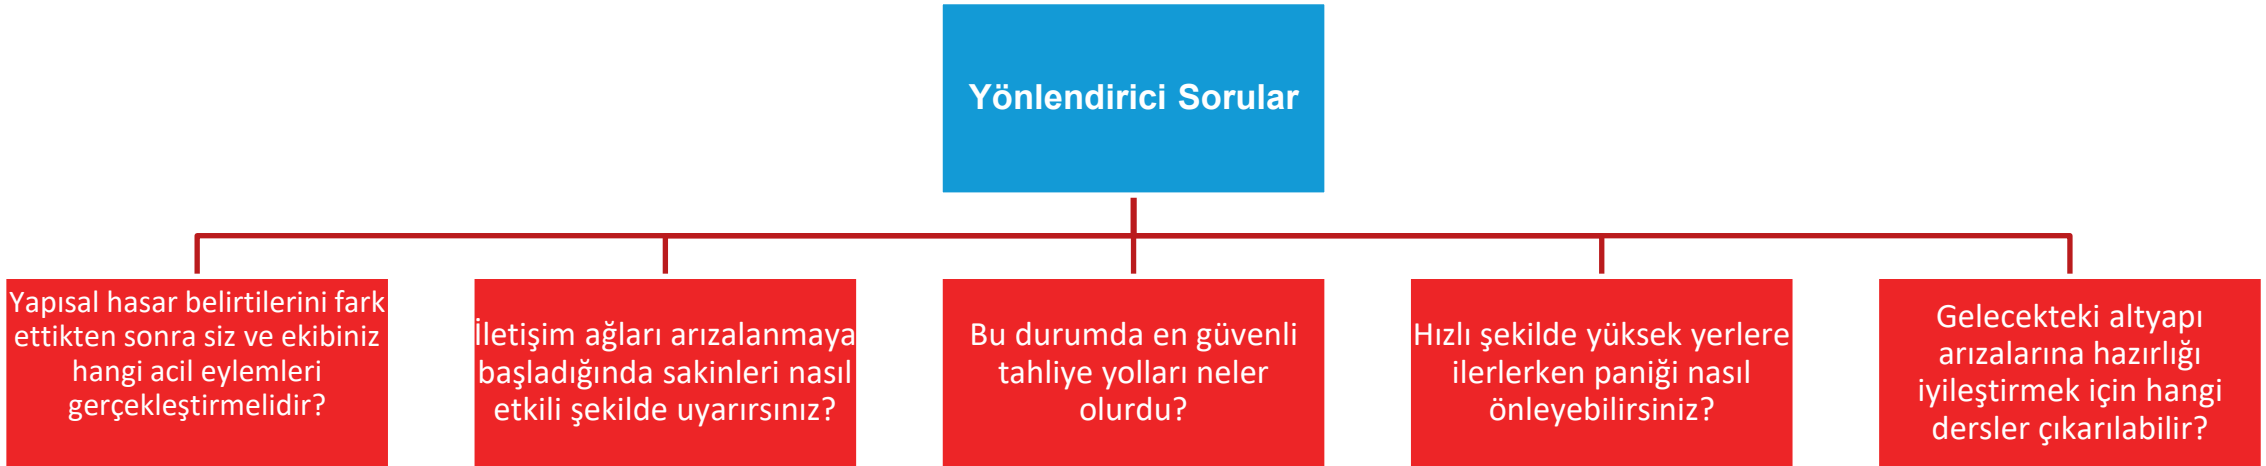 Yönlendirici Sorular
Yapısal hasar belirtilerini fark
ettikten sonra siz ve ekibiniz
hangi acil eylemleri
gerçekleştirmelidir?
İletişim ağları arızalanmaya
başladığında sakinleri nasıl
etkili şekilde uyarırsınız?
Bu durumda en güvenli
tahliye yolları neler
olurdu?
Hızlı şekilde yüksek yerlere
ilerlerken paniği nasıl
önleyebilirsiniz?
Gelecekteki altyapı
arızalarına hazırlığı
iyileştirmek için hangi
dersler çıkarılabilir?